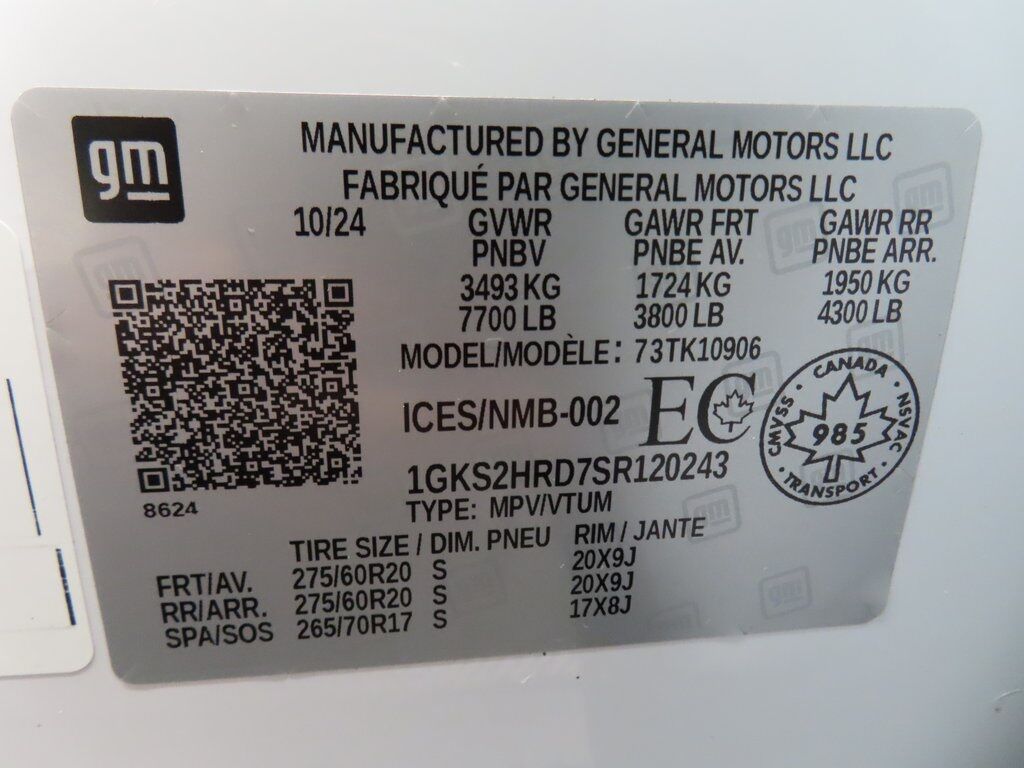 gm
MANUFACTURED BY GENERAL MOTORS LLC
FABRIQUÉ PAR GENERAL MOTORS LLC
10/24 GVWR GAWR FRT GAWR RR
PNBV PNBE AV. PNBE ARR.
3493 KG 1724 KG 1950 KG
7700 LB 3800 LB 4300 LB
MODEL/MODÈLE: 73TK10906
ICES/NMB-002 EC
CANADA
CMVSS 985 NSVAC
TRANSPORT
1GKS2HRD7SR120243
8624
TYPE: MPV/VTUM
TIRE SIZE / DIM. PNEU RIM / JANTE
FRT/AV. 275/60R20 S 20X9J
RR/ARR. 275/60R20 S 20X9J
SPA/SOS 265/70R17 S 17X8J